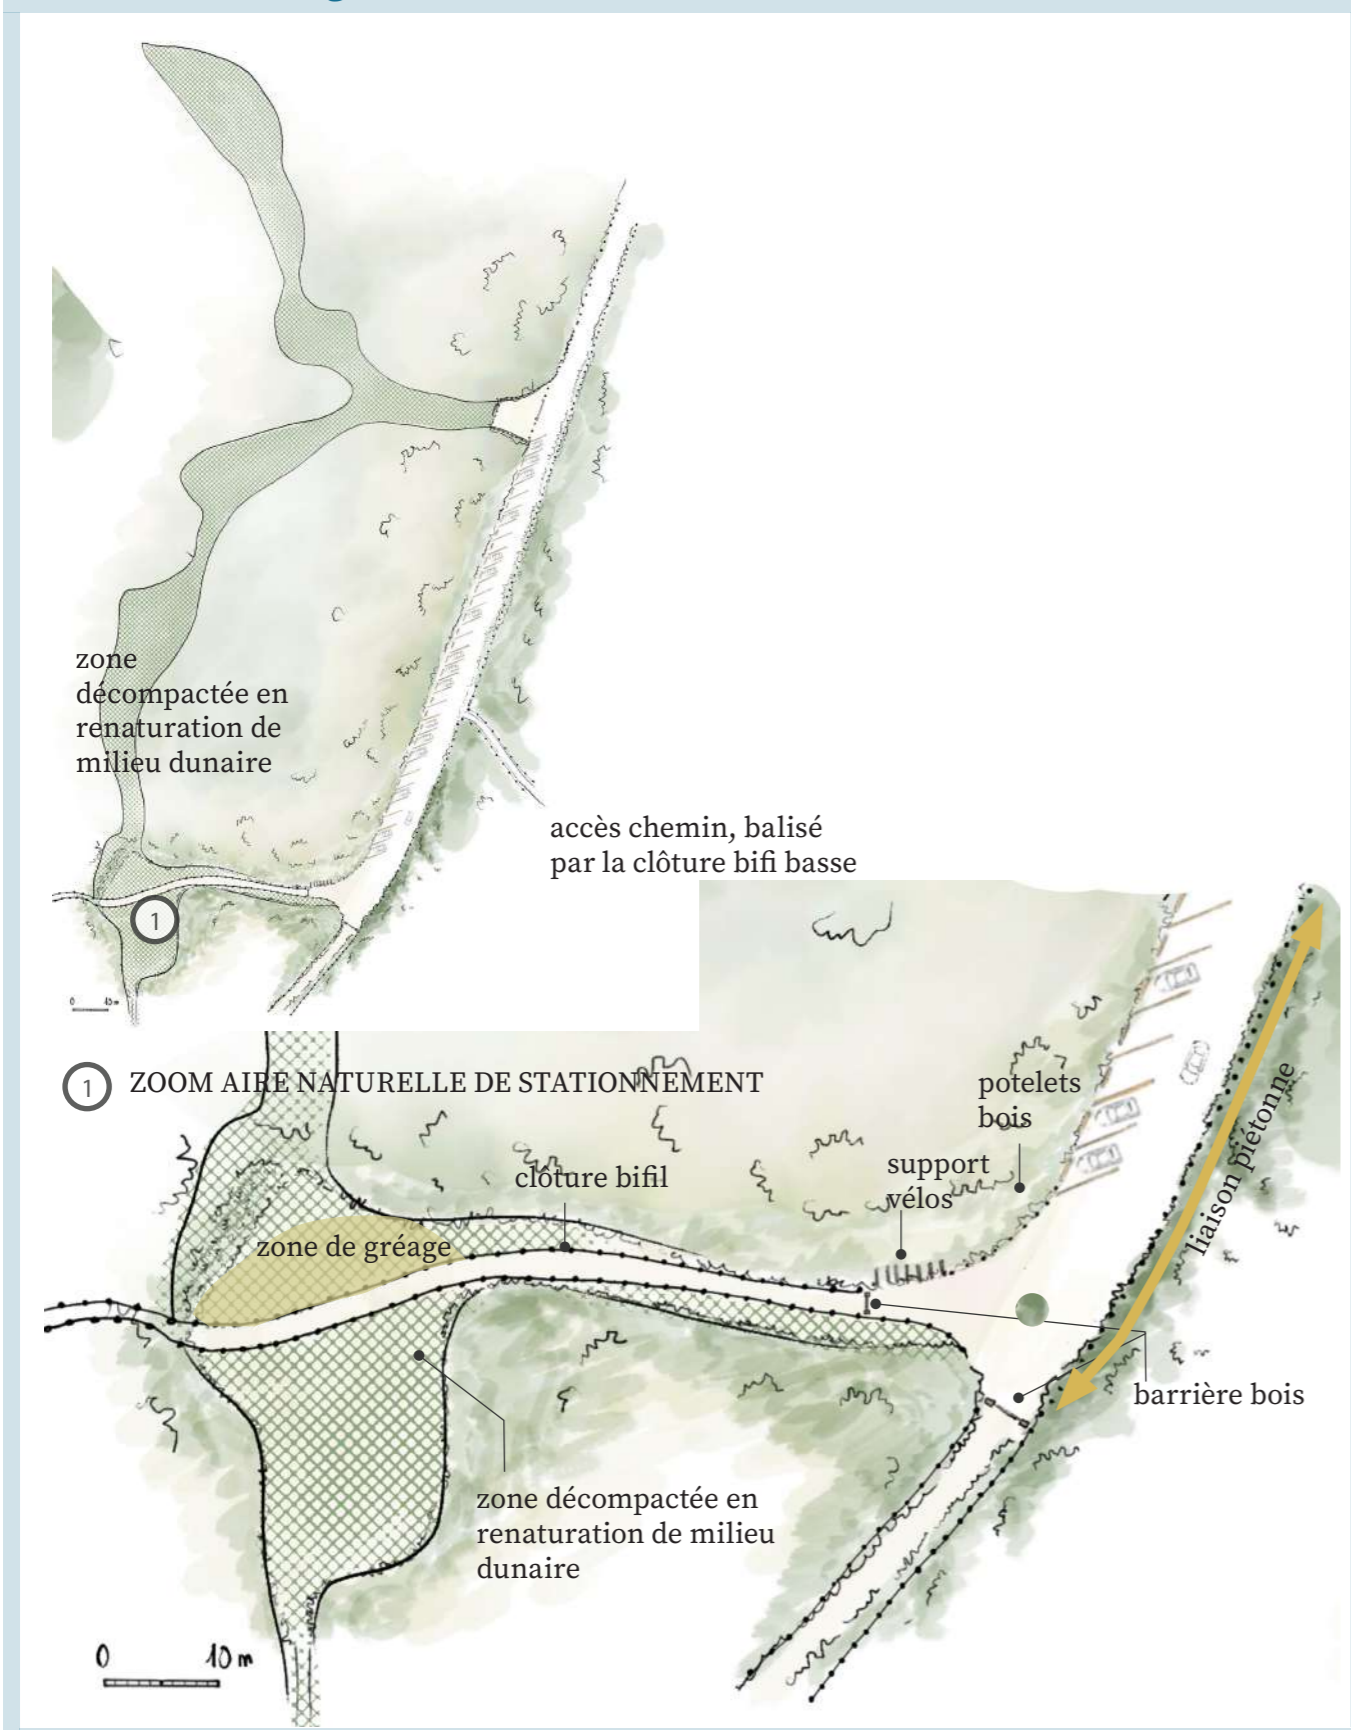 zone
décompactée en
renaturation de
milieu dunaire
accès chemin, balisé
par la clôture bifi basse
1
0 10 m
1 ZOOM AIRE NATURELLE DE STATIONNEMENT
potelets
bois
support
vélos
clôture bifil
zone de gréage
liaison piétonne
barrière bois
zone décompactée en
renaturation de milieu
dunaire
0 10 m